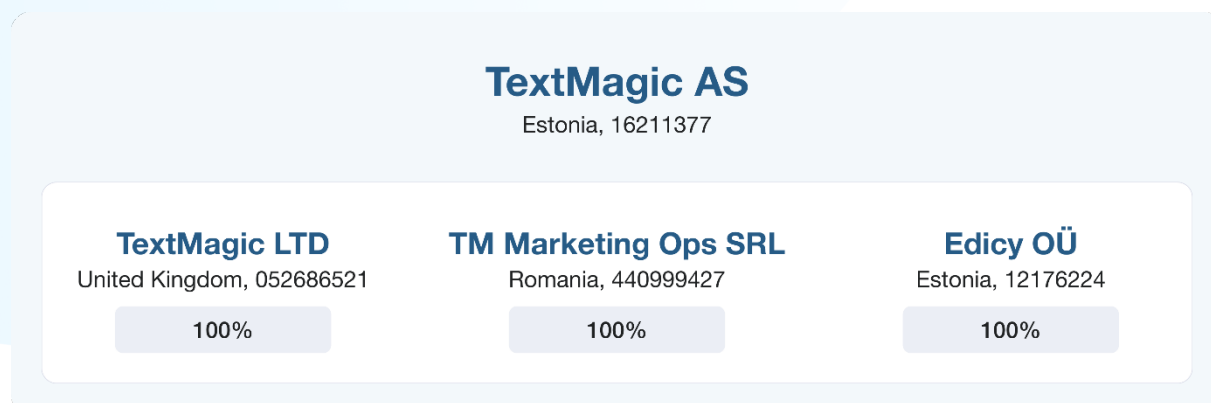 TextMagic AS
Estonia, 16211377
TextMagic LTD
United Kingdom, 052686521
100%
TM Marketing Ops SRL
Romania, 440999427
100%
Edicy OÜ
Estonia, 12176224
100%